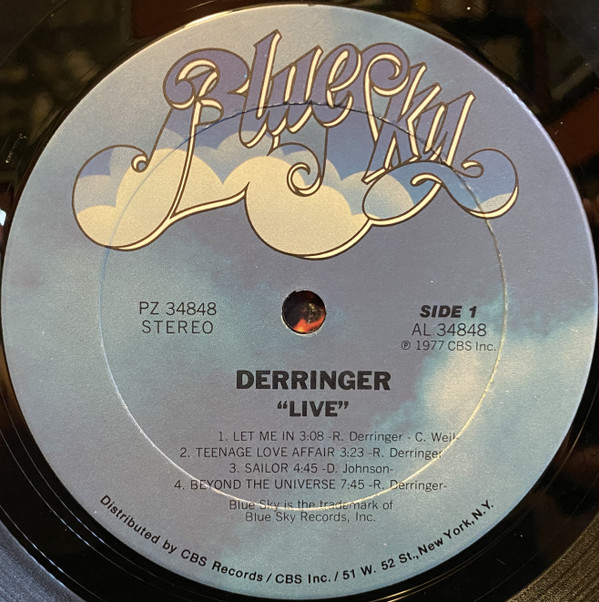 Blue Sky
PZ 34848
STEREO
SIDE 1
AL 34848
℗ 1977 CBS Inc.
DERRINGER
“LIVE”
1. LET ME IN 3:08 -R. Derringer - C. Weil-
2. TEENAGE LOVE AFFAIR 3:23 -R. Derringer-
3. SAILOR 4:45 -D. Johnson-
4. BEYOND THE UNIVERSE 7:45 -R. Derringer-
Blue Sky is the trademark of
Blue Sky Records, Inc.
Distributed by CBS Records / CBS Inc. / 51 W. 52 St., New York, N.Y.